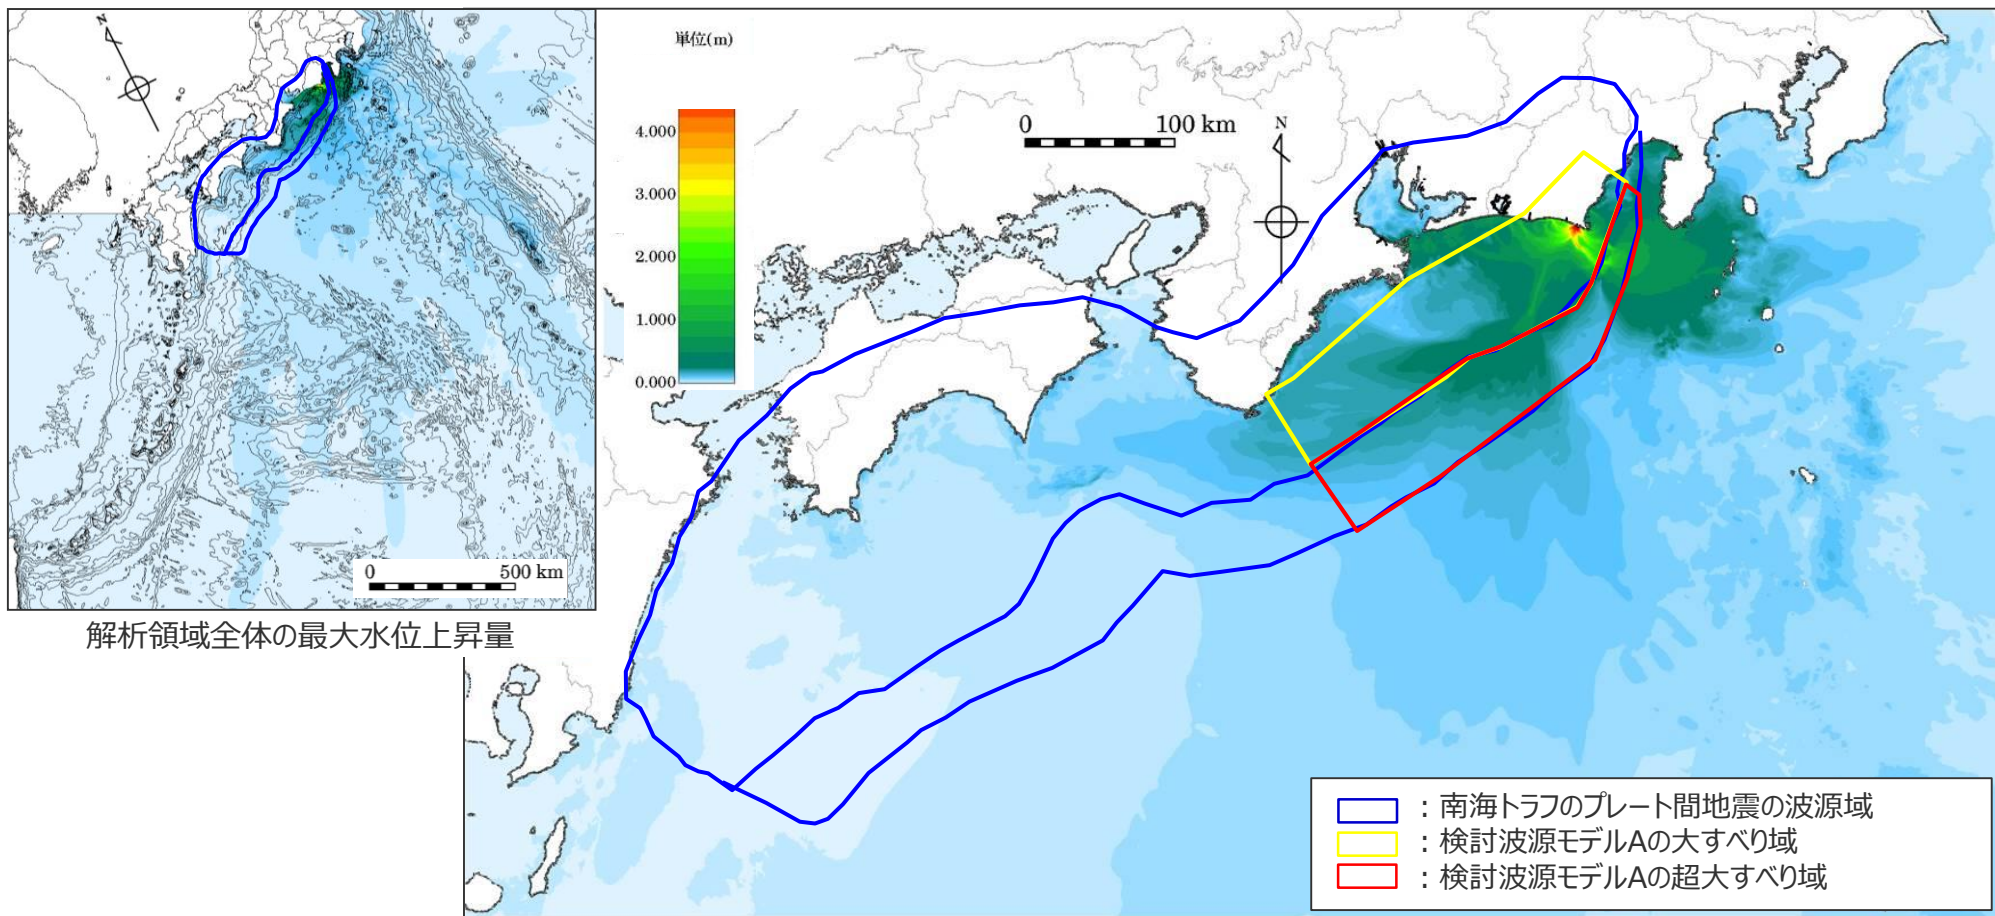 N
0
500 km
解析領域全体の最大水位上昇量
単位(m)
4.000
3.000
2.000
1.000
0.000
0
100 km
N
：南海トラフのプレート間地震の波源域
：検討波源モデルAの大すべり域
：検討波源モデルAの超大すべり域